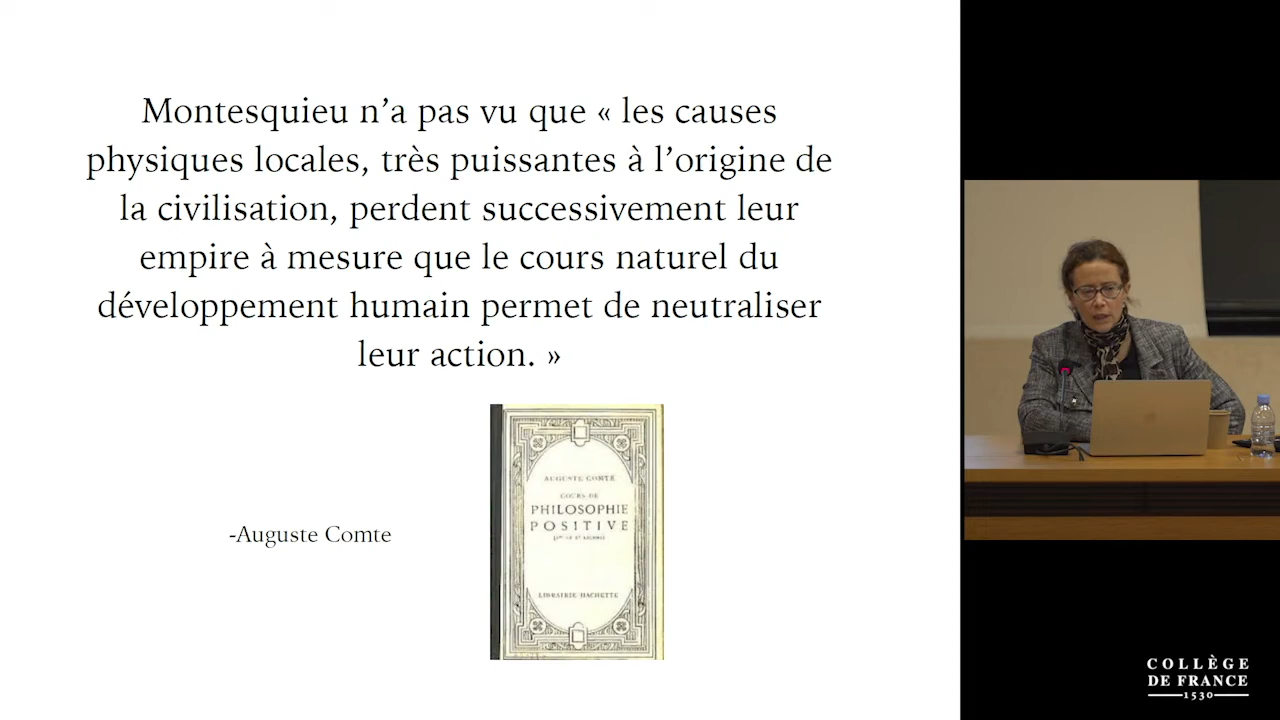 Montesquieu n’a pas vu que « les causes
physiques locales, très puissantes à l’origine de
la civilisation, perdent successivement leur
empire à mesure que le cours naturel du
développement humain permet de neutraliser
leur action. »
-Auguste Comte
AUGUSTE COMTE
COURS DE
PHILOSOPHIE
POSITIVE
LIBRAIRIE HACHETTE
COLLÈGE
DE FRANCE
1530